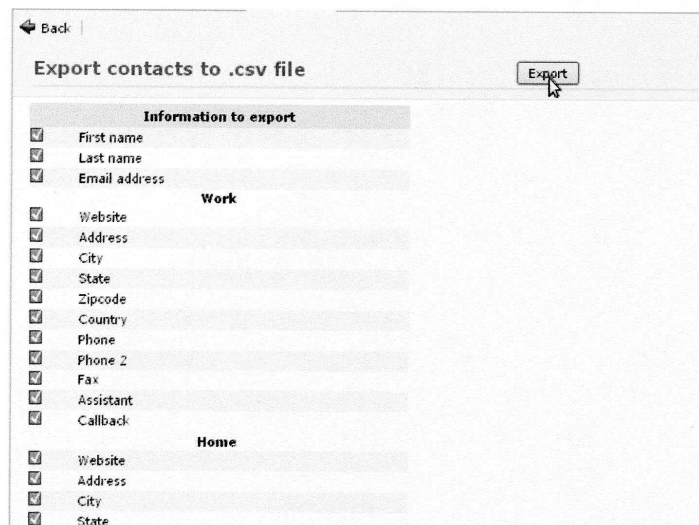 Back
Export contacts to .csv file
Export
Information to export
First name
Last name
Email address
Work
Website
Address
City
State
Zipcode
Country
Phone
Phone 2
Fax
Assistant
Callback
Home
Website
Address
City
State